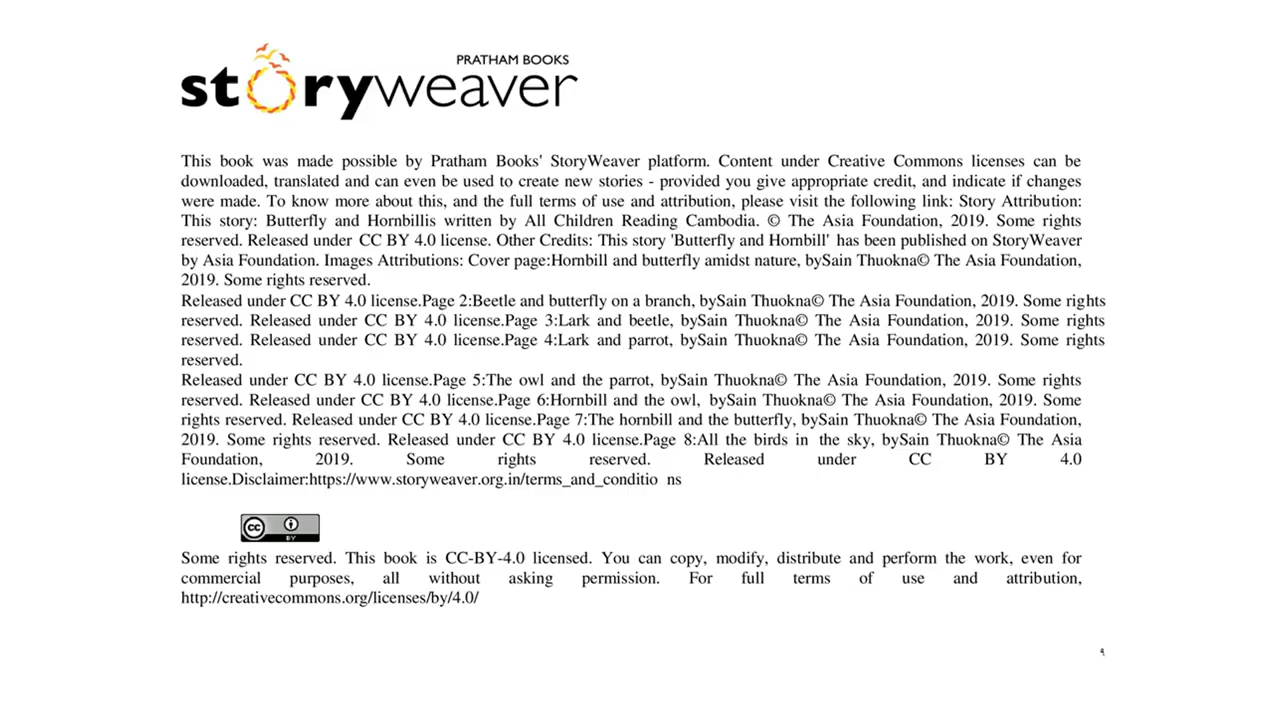 PRATHAM BOOKS
storyweaver
This book was made possible by Pratham Books' StoryWeaver platform. Content under Creative Commons licenses can be
downloaded, translated and can even be used to create new stories - provided you give appropriate credit, and indicate if changes
were made. To know more about this, and the full terms of use and attribution, please visit the following link: Story Attribution:
This story: Butterfly and Hornbillis written by All Children Reading Cambodia. © The Asia Foundation, 2019. Some rights
reserved. Released under CC BY 4.0 license. Other Credits: This story 'Butterfly and Hornbill' has been published on StoryWeaver
by Asia Foundation. Images Attributions: Cover page:Hornbill and butterfly amidst nature, bySain Thuokna© The Asia Foundation,
2019. Some rights reserved.
Released under CC BY 4.0 license.Page 2:Beetle and butterfly on a branch, bySain Thuokna© The Asia Foundation, 2019. Some rights
reserved. Released under CC BY 4.0 license.Page 3:Lark and beetle, bySain Thuokna© The Asia Foundation, 2019. Some rights
reserved. Released under CC BY 4.0 license.Page 4:Lark and parrot, bySain Thuokna© The Asia Foundation, 2019. Some rights
reserved.
Released under CC BY 4.0 license.Page 5:The owl and the parrot, bySain Thuokna© The Asia Foundation, 2019. Some rights
reserved. Released under CC BY 4.0 license.Page 6:Hornbill and the owl, bySain Thuokna© The Asia Foundation, 2019. Some
rights reserved. Released under CC BY 4.0 license.Page 7:The hornbill and the butterfly, bySain Thuokna© The Asia Foundation,
2019. Some rights reserved. Released under CC BY 4.0 license.Page 8:All the birds in the sky, bySain Thuokna© The Asia
Foundation, 2019. Some rights reserved. Released under CC BY 4.0
license.Disclaimer:https://www.storyweaver.org.in/terms_and_conditio ns
cc BY
Some rights reserved. This book is CC-BY-4.0 licensed. You can copy, modify, distribute and perform the work, even for
commercial purposes, all without asking permission. For full terms of use and attribution,
http://creativecommons.org/licenses/by/4.0/
९